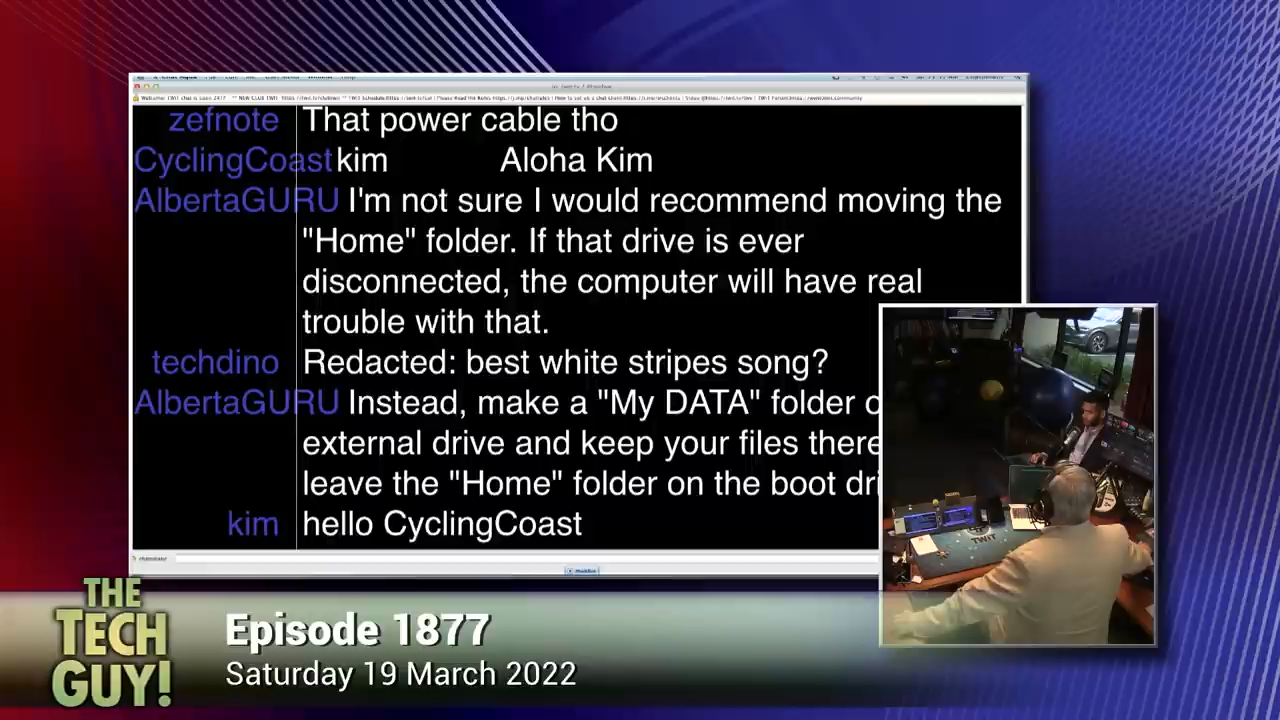 zefnote That power cable tho
CyclingCoast kim Aloha Kim
AlbertaGURU I'm not sure I would recommend moving the
"Home" folder. If that drive is ever
disconnected, the computer will have real
trouble with that.
techdino Redacted: best white stripes song?
AlbertaGURU Instead, make a "My DATA" folder
external drive and keep your files there
leave the "Home" folder on the boot
kim hello CyclingCoast
TWiT
THE
TECH
GUY!
Episode 1877
Saturday 19 March 2022